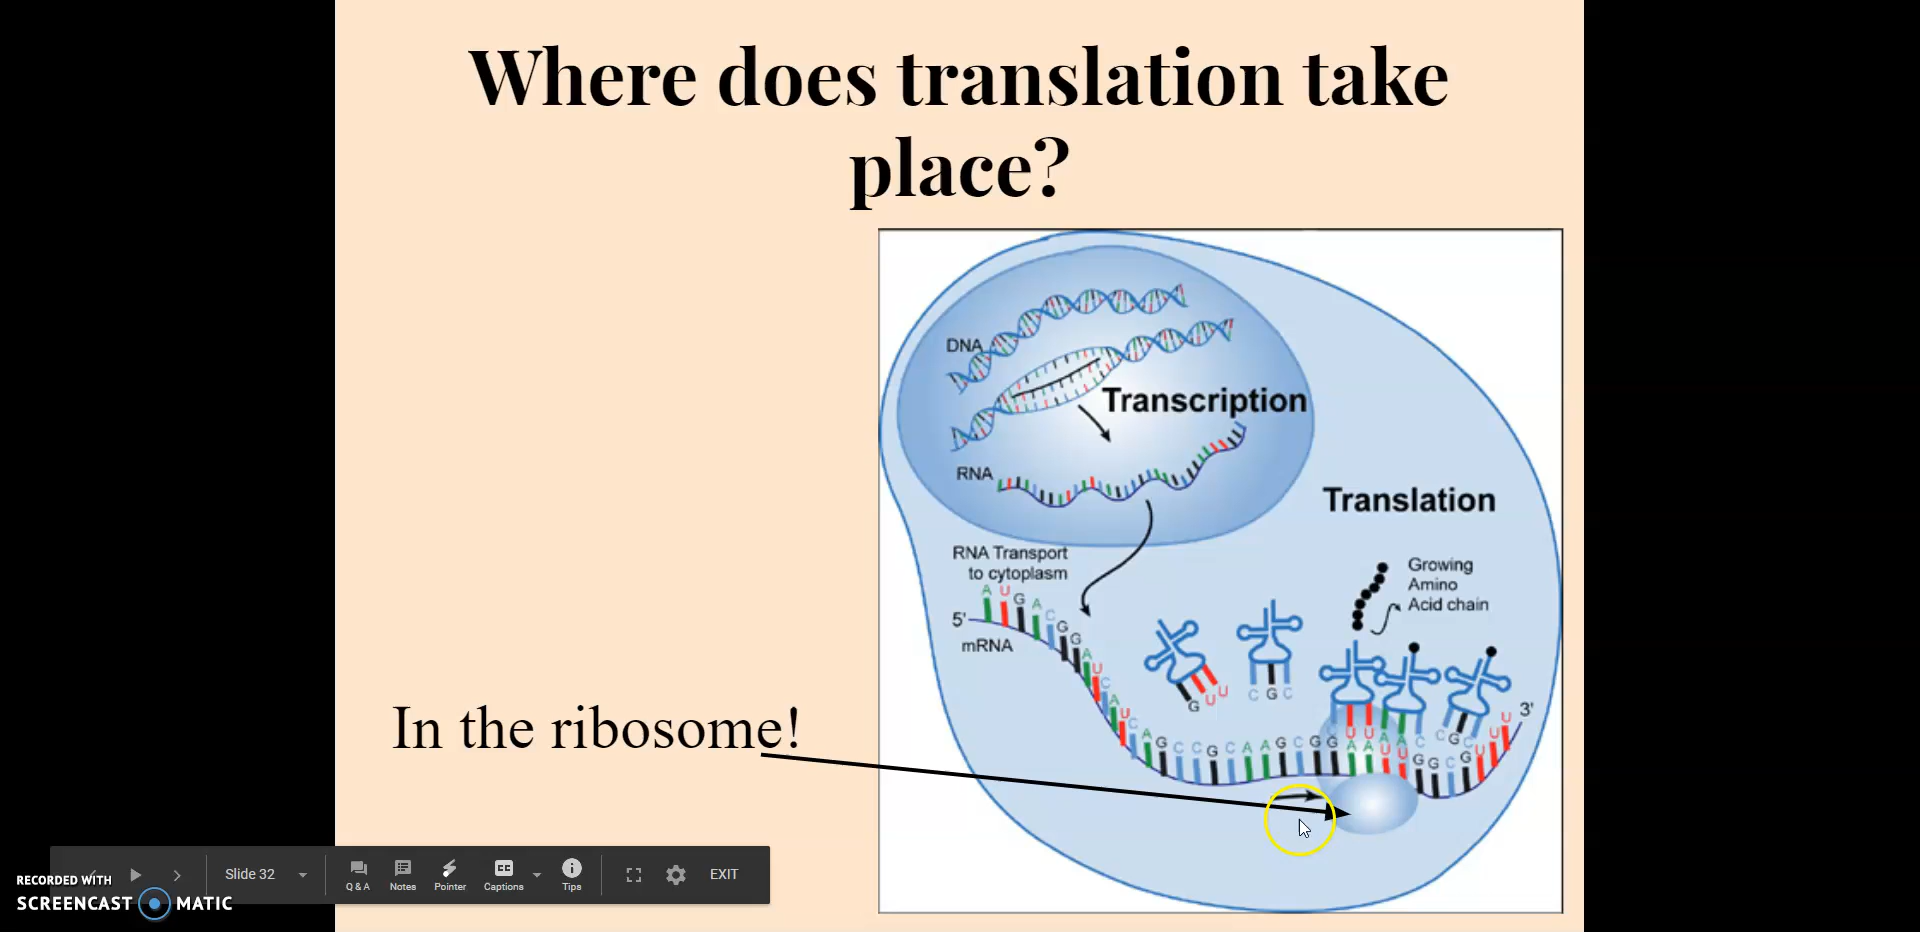 Where does translation take
place?
DNA
Transcription
RNA
Translation
RNA Transport
to cytoplasm
Growing
Amino
Acid chain
A U G A C G G A U C A U C A G C C G C A A G C G G
5'
mRNA
G U U
C G C
3'
In the ribosome!
Slide 32
Q & A
Notes
Pointer
CC
Captions
Tips
EXIT
RECORDED WITH
SCREENCAST MATIC